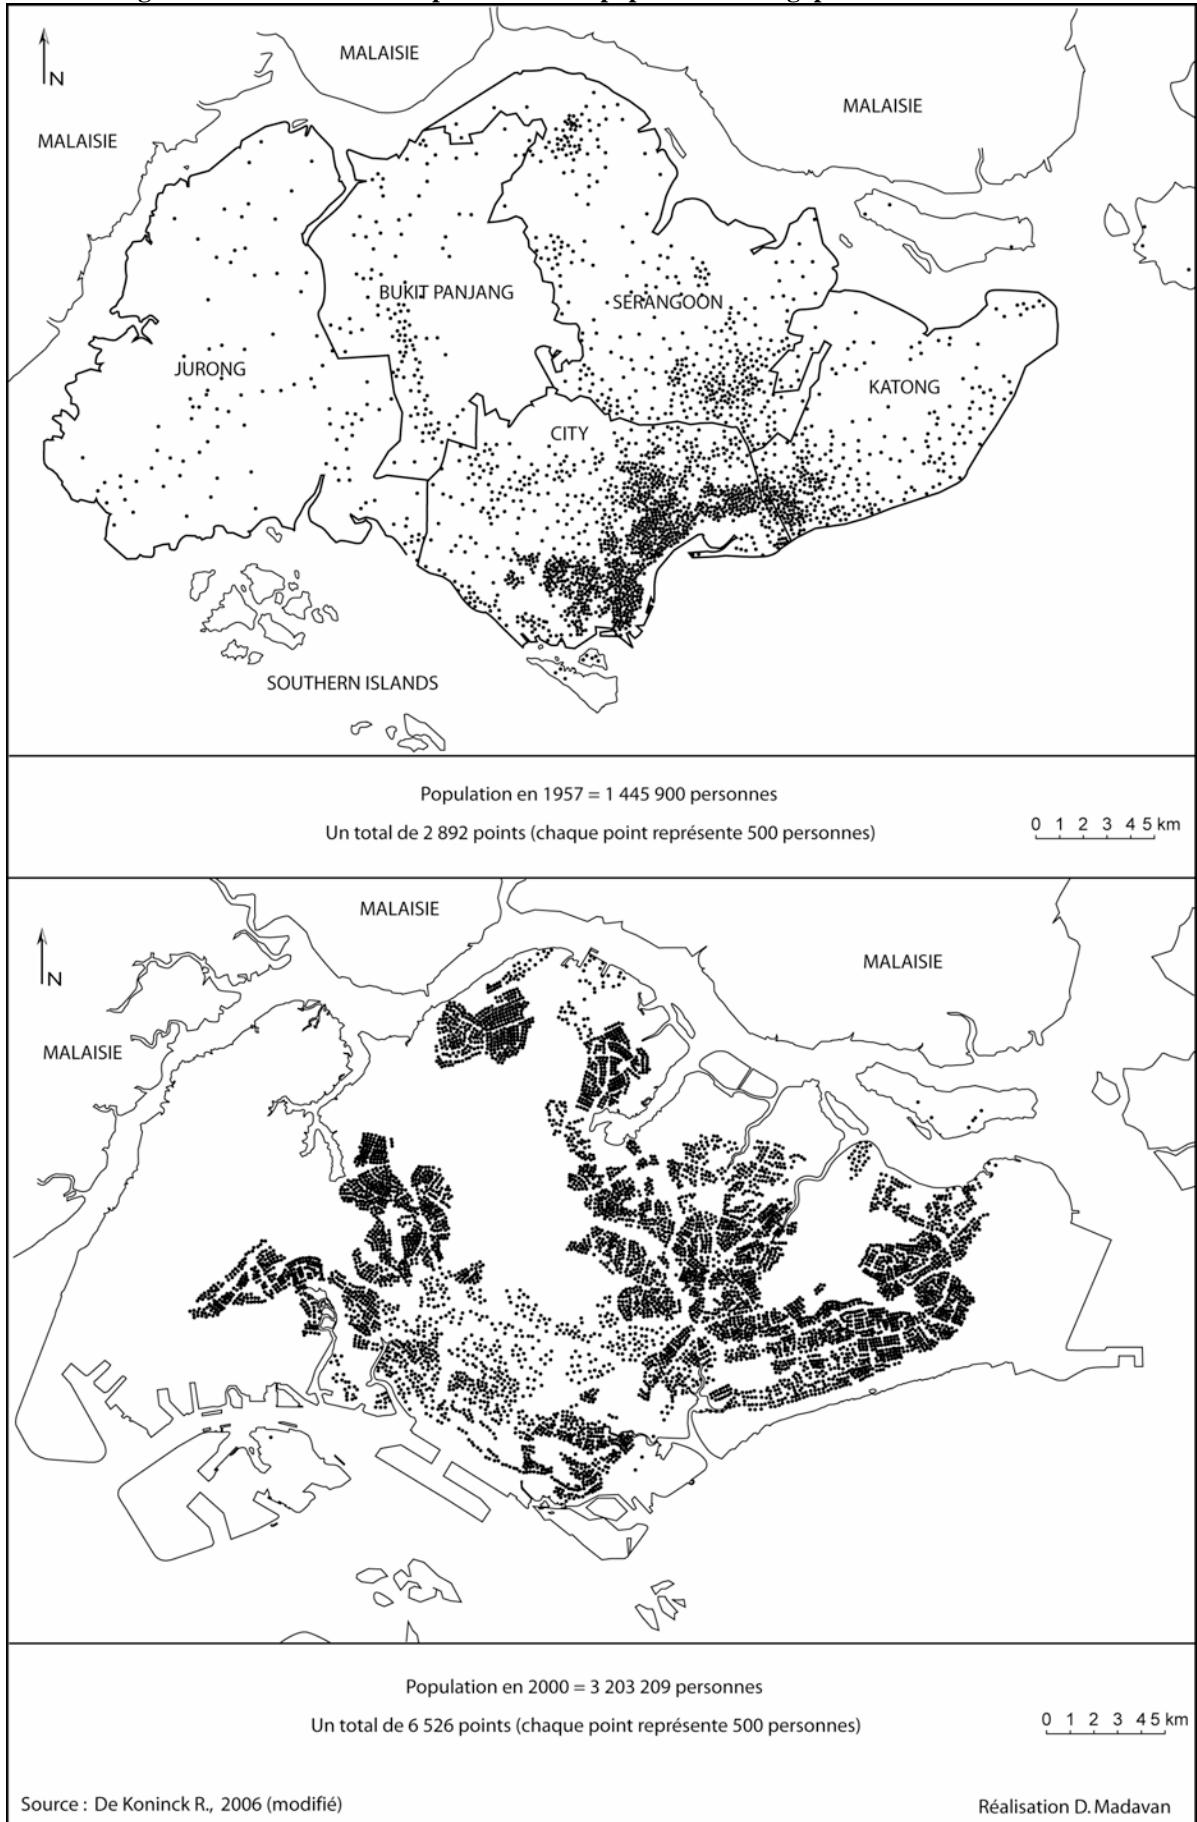 MALAISIE
N
MALAISIE
MALAISIE
BUKIT PANJANG
SERANGOON
JURONG
KATONG
CITY
SOUTHERN ISLANDS
Population en 1957 = 1 445 900 personnes
Un total de 2 892 points (chaque point représente 500 personnes)
0 1 2 3 4 5 km
MALAISIE
N
MALAISIE
MALAISIE
Population en 2000 = 3 203 209 personnes
Un total de 6 526 points (chaque point représente 500 personnes)
0 1 2 3 4 5 km
Source : De Koninck R., 2006 (modifié)
Réalisation D. Madavan